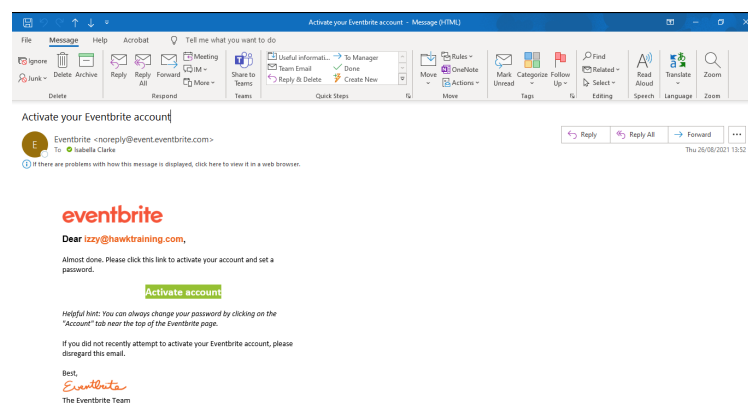 Activate your Eventbrite account - Message (HTML)
File Message Help Acrobat Tell me what you want to do
Ignore
Junk
Delete
Archive
Reply
Reply All
Forward
Meeting
IM
More
Share to Teams
Useful informati... To Manager
Team Email Done
Reply & Delete Create New
Move
Rules
OneNote
Actions
Mark Unread
Categorize
Follow Up
Find
Related
Select
Read Aloud
Translate
Zoom
Delete Respond Teams Quick Steps Move Tags Editing Speech Language Zoom
Activate your Eventbrite account
E
Eventbrite <noreply@event.eventbrite.com>
To Isabella Clarke
Reply Reply All Forward
Thu 26/08/2021 13:52
If there are problems with how this message is displayed, click here to view it in a web browser.
eventbrite
Dear izzy@hawktraining.com,
Almost done. Please click this link to activate your account and set a
password.
Activate account
Helpful hint: You can always change your password by clicking on the
"Account" tab near the top of the Eventbrite page.
If you did not recently attempt to activate your Eventbrite account, please
disregard this email.
Best,
Eventbrite
The Eventbrite Team